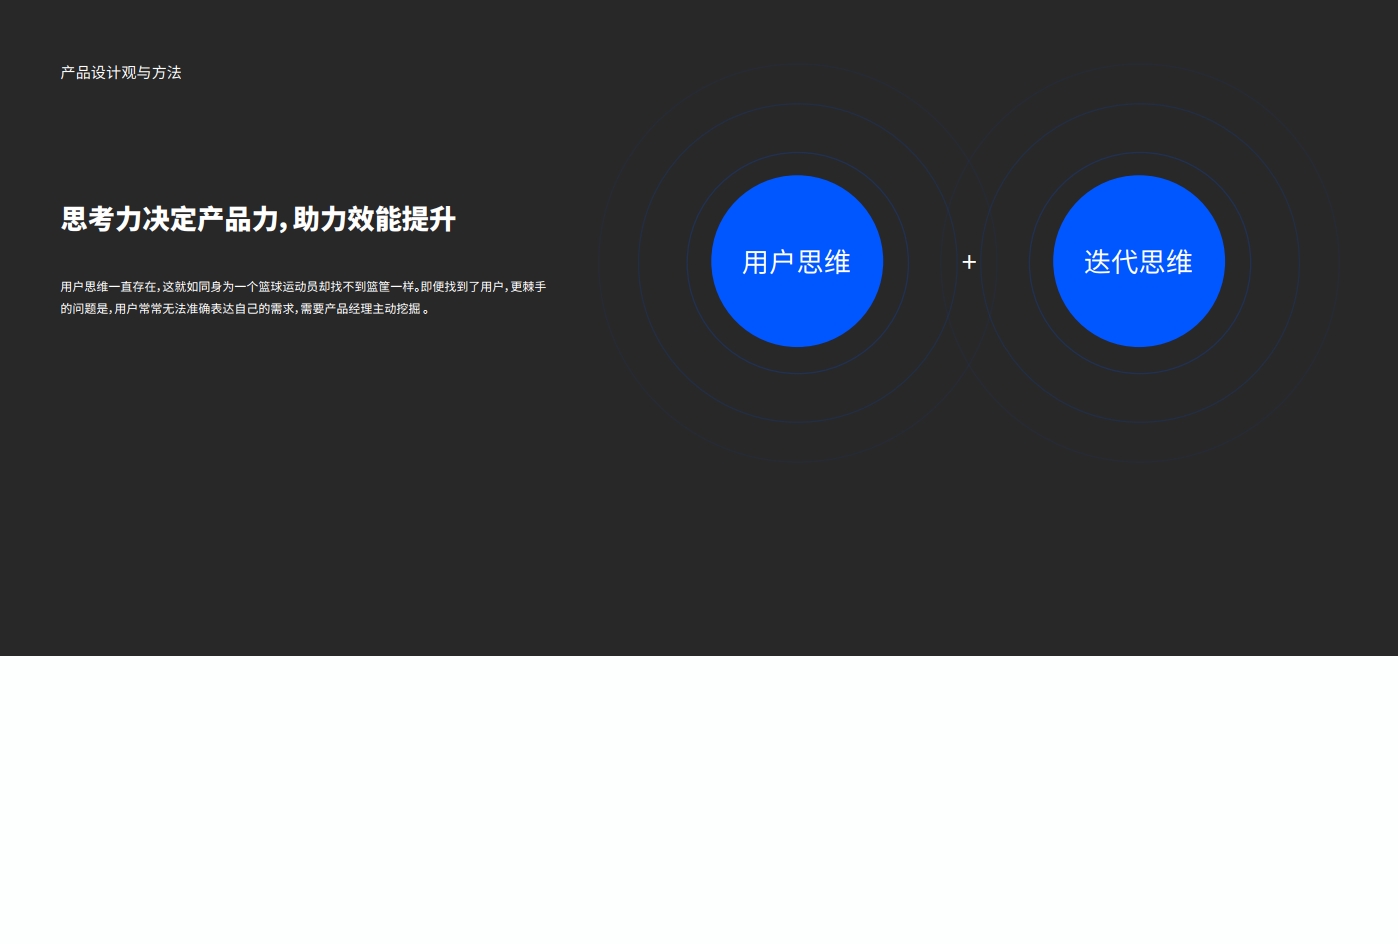 产品设计观与方法
思考力决定产品力，助力效能提升
用户思维一直存在，这就如同身为一个篮球运动员却找不到篮筐一样。即便找到了用户，更棘手
的问题是，用户常常无法准确表达自己的需求，需要产品经理主动挖掘 。
用户思维
+
迭代思维